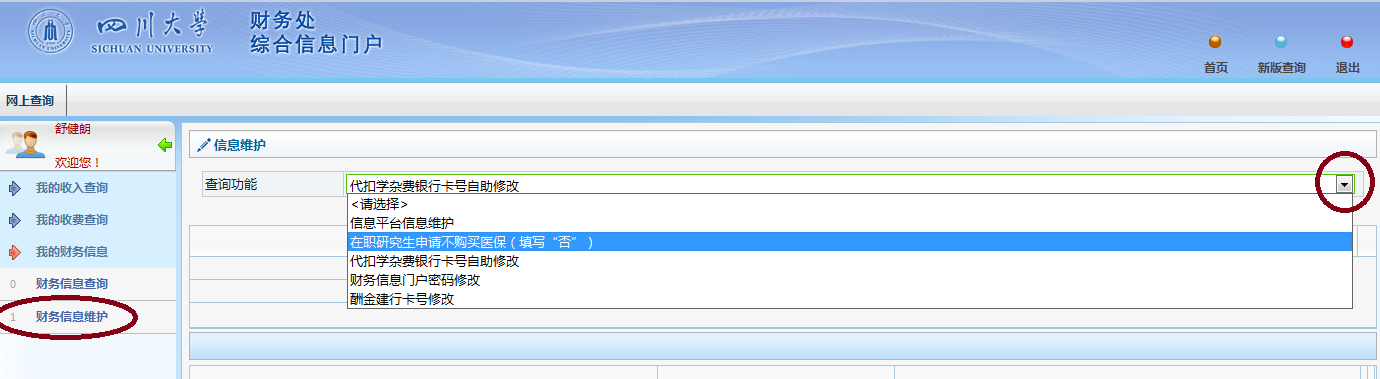 四川大學
SICHUAN UNIVERSITY
财务处
综合信息门户
首页
新版查询
退出
网上查询
舒健朗
欢迎您！
我的收入查询
我的收费查询
我的财务信息
0 财务信息查询
1 财务信息维护
信息维护
查询功能
代扣学杂费银行卡号自助修改
<请选择>
信息平台信息维护
在职研究生申请不购买医保（填写“否”）
代扣学杂费银行卡号自助修改
财务信息门户密码修改
酬金建行卡号修改